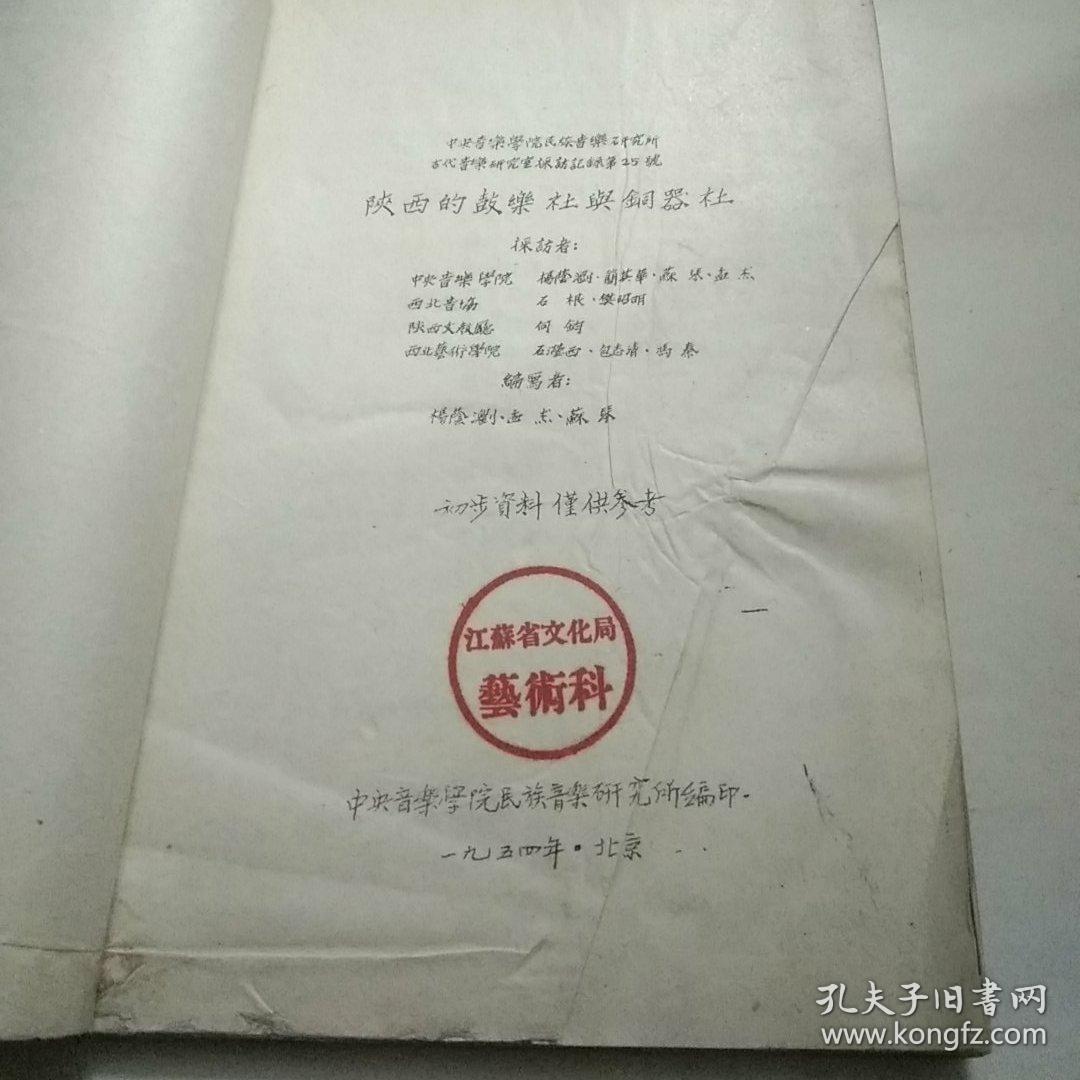 中央音樂學院民族音樂研究所
古代音樂研究室採訪記錄第25號
陝西的鼓樂社與銅器社
採訪者：
中央音樂學院 楊蔭瀏·簡其華·蘇琴·孟杰
西北音協 石根·樊昭明
陝西文教廳 何鈞
西北藝術學院 石滙西·包志清·馮秦
編寫者：
楊蔭瀏·孟杰·蘇琴
初步資料 僅供參考
江蘇省文化局
藝術科
中央音樂學院民族音樂研究所編印
一九五四年·北京
孔夫子旧书网
www.kongfz.com